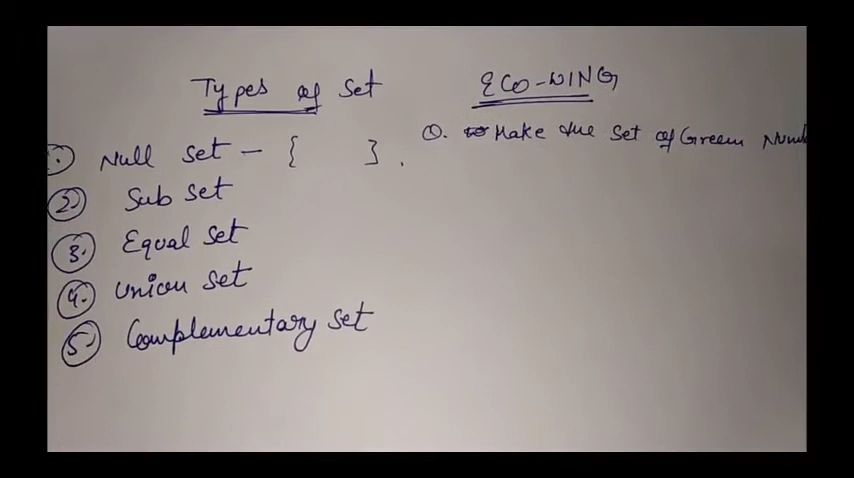 Types of Set
ECO-WING
1. Null Set - { }.
Q. Make the Set of Green
2. Sub Set
3. Equal Set
4. Union Set
5. Complementary Set